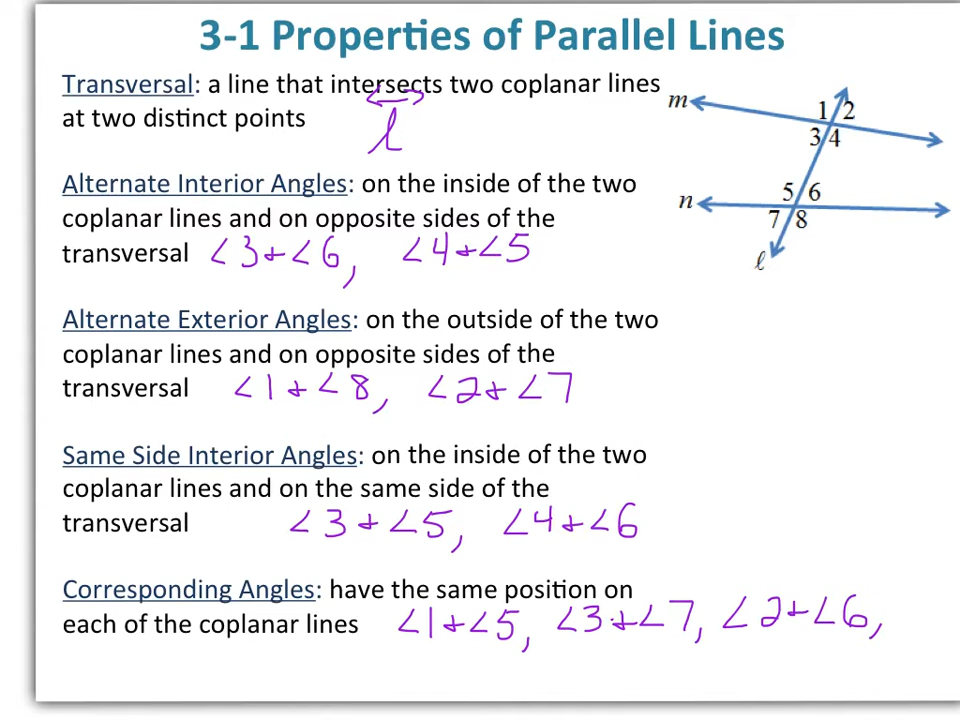 3-1 Properties of Parallel Lines
Transversal: a line that intersects two coplanar lines
at two distinct points
l
Alternate Interior Angles: on the inside of the two
coplanar lines and on opposite sides of the
transversal ∠3 + ∠6, ∠4 + ∠5
Alternate Exterior Angles: on the outside of the two
coplanar lines and on opposite sides of the
transversal ∠1 + ∠8, ∠2 + ∠7
Same Side Interior Angles: on the inside of the two
coplanar lines and on the same side of the
transversal ∠3 + ∠5, ∠4 + ∠6
Corresponding Angles: have the same position on
each of the coplanar lines ∠1 + ∠5, ∠3 + ∠7, ∠2 + ∠6,
m
1 2
3 4
n
5 6
7 8
ℓ